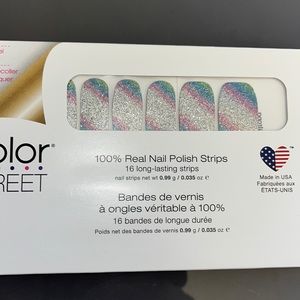 olor®
REET
100% Real Nail Polish Strips
16 long-lasting strips
nail strips net wt 0.99 g / 0.035 oz ℮
Bandes de vernis
à ongles véritable à 100%
16 bandes de longue durée
Poids net des bandes de vernis 0.99 g / 0.035 oz ℮
Made in USA
Fabriquées aux
ÉTATS-UNIS